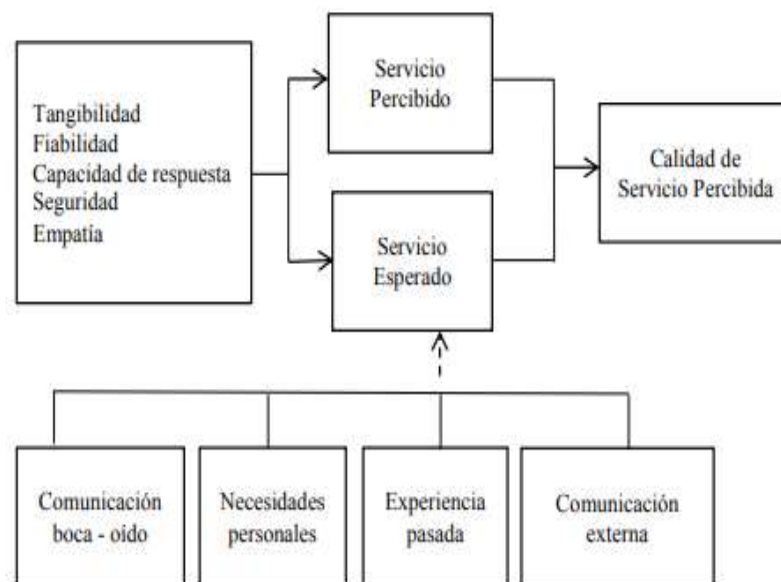 Tangibilidad
Fiabilidad
Capacidad de respuesta
Seguridad
Empatía
Servicio
Percibido
Servicio
Esperado
Calidad de
Servicio Percibida
Comunicación
boca - oído
Necesidades
personales
Experiencia
pasada
Comunicación
externa